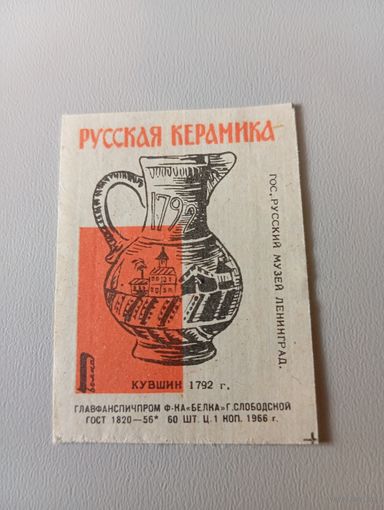 РУССКАЯ КЕРАМИКА
1792
ГОС. РУССКИЙ МУЗЕЙ ЛЕНИНГРАД.
КУВШИН 1792 г.
Белка
ГЛАВФАНСПИЧПРОМ Ф-КА «БЕЛКА» Г. СЛОБОДСКОЙ
ГОСТ 1820—56* 60 ШТ. Ц. 1 КОП. 1966 г.